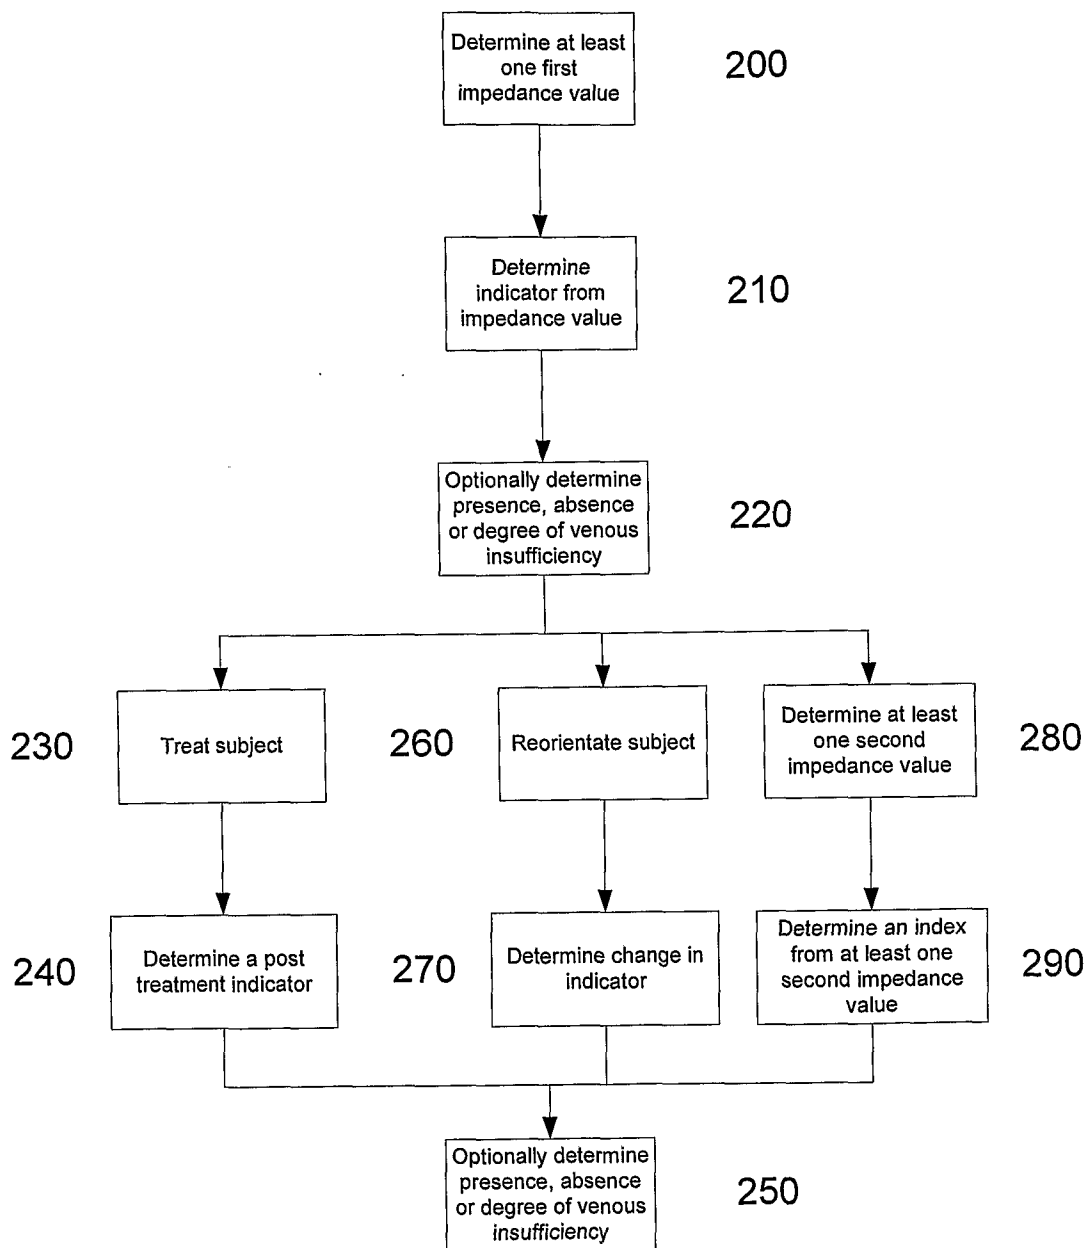 Determine at least
one first
impedance value
200
Determine
indicator from
impedance value
210
Optionally determine
presence, absence
or degree of venous
insufficiency
220
230
Treat subject
260
Reorientate subject
Determine at least
one second
impedance value
280
240
Determine a post
treatment indicator
270
Determine change in
indicator
Determine an index
from at least one
second impedance
value
290
Optionally determine
presence, absence
or degree of venous
insufficiency
250